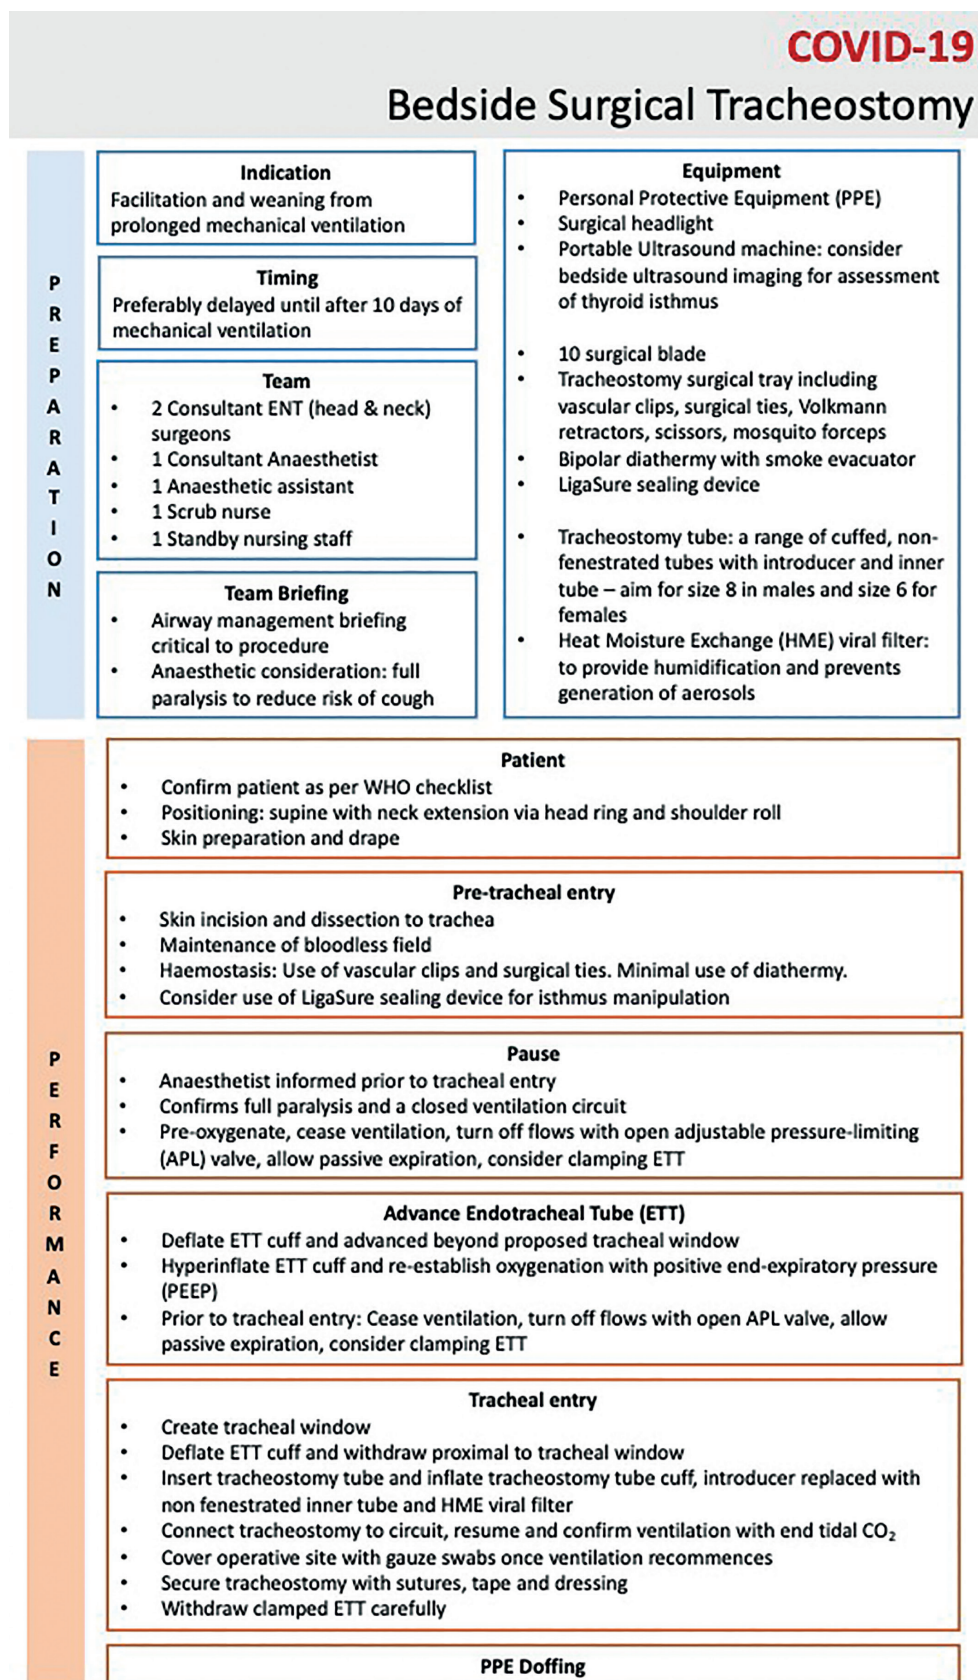 COVID-19
Bedside Surgical Tracheostomy
PREPARATION
Indication
Facilitation and weaning from
prolonged mechanical ventilation
Timing
Preferably delayed until after 10 days of
mechanical ventilation
Team
• 2 Consultant ENT (head & neck)
surgeons
• 1 Consultant Anaesthetist
• 1 Anaesthetic assistant
• 1 Scrub nurse
• 1 Standby nursing staff
Team Briefing
• Airway management briefing
critical to procedure
• Anaesthetic consideration: full
paralysis to reduce risk of cough
Equipment
• Personal Protective Equipment (PPE)
• Surgical headlight
• Portable Ultrasound machine: consider
bedside ultrasound imaging for assessment
of thyroid isthmus
• 10 surgical blade
• Tracheostomy surgical tray including
vascular clips, surgical ties, Volkmann
retractors, scissors, mosquito forceps
• Bipolar diathermy with smoke evacuator
• LigaSure sealing device
• Tracheostomy tube: a range of cuffed, non-
fenestrated tubes with introducer and inner
tube – aim for size 8 in males and size 6 for
females
• Heat Moisture Exchange (HME) viral filter:
to provide humidification and prevents
generation of aerosols
PERFORMANCE
Patient
• Confirm patient as per WHO checklist
• Positioning: supine with neck extension via head ring and shoulder roll
• Skin preparation and drape
Pre-tracheal entry
• Skin incision and dissection to trachea
• Maintenance of bloodless field
• Haemostasis: Use of vascular clips and surgical ties. Minimal use of diathermy.
• Consider use of LigaSure sealing device for isthmus manipulation
Pause
• Anaesthetist informed prior to tracheal entry
• Confirms full paralysis and a closed ventilation circuit
• Pre-oxygenate, cease ventilation, turn off flows with open adjustable pressure-limiting
(APL) valve, allow passive expiration, consider clamping ETT
Advance Endotracheal Tube (ETT)
• Deflate ETT cuff and advanced beyond proposed tracheal window
• Hyperinflate ETT cuff and re-establish oxygenation with positive end-expiratory pressure
(PEEP)
• Prior to tracheal entry: Cease ventilation, turn off flows with open APL valve, allow
passive expiration, consider clamping ETT
Tracheal entry
• Create tracheal window
• Deflate ETT cuff and withdraw proximal to tracheal window
• Insert tracheostomy tube and inflate tracheostomy tube cuff, introducer replaced with
non fenestrated inner tube and HME viral filter
• Connect tracheostomy to circuit, resume and confirm ventilation with end tidal CO₂
• Cover operative site with gauze swabs once ventilation recommences
• Secure tracheostomy with sutures, tape and dressing
• Withdraw clamped ETT carefully
PPE Doffing